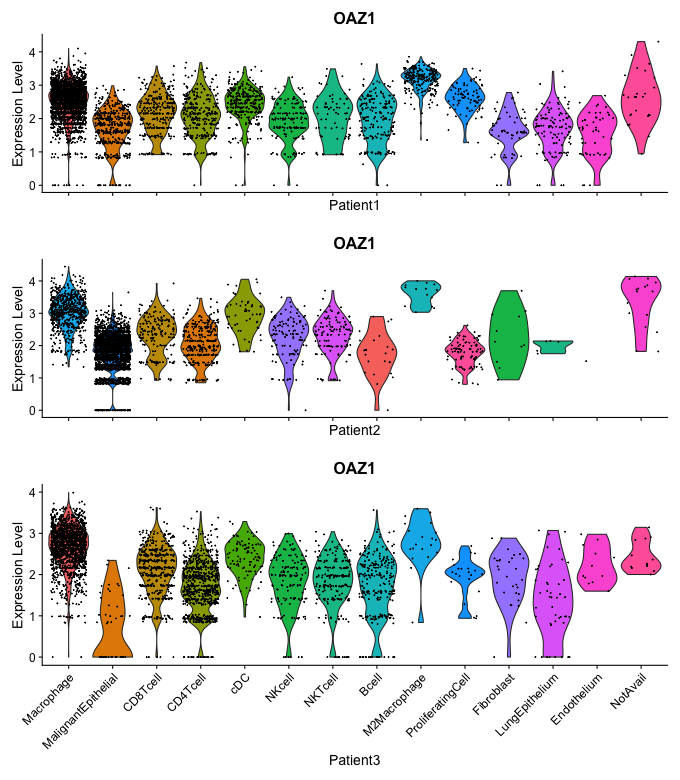 OAZ1
Expression Level
4
3
2
1
0
Patient1
OAZ1
Expression Level
4
3
2
1
0
Patient2
OAZ1
Expression Level
4
3
2
1
0
Macrophage
MalignantEpithelial
CD8Tcell
CD4Tcell
cDC
NKcell
NKTcell
Bcell
M2Macrophage
ProliferatingCell
Fibroblast
LungEpithelium
Endothelium
NotAvail
Patient3